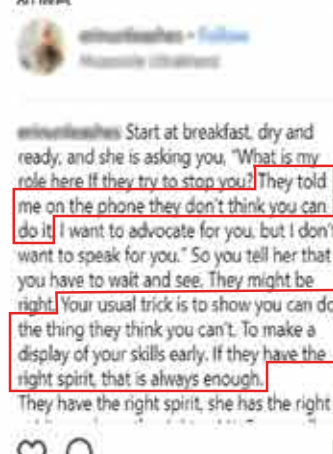 Start at breakfast, dry and
ready, and she is asking you, "What is my
role here If they try to stop you? They told
me on the phone they don't think you can
do it. I want to advocate for you, but I don't
want to speak for you." So you tell her that
you have to wait and see. They might be
right. Your usual trick is to show you can do
the thing they think you can't. To make a
display of your skills early. If they have the
right spirit, that is always enough.
They have the right spirit, she has the right